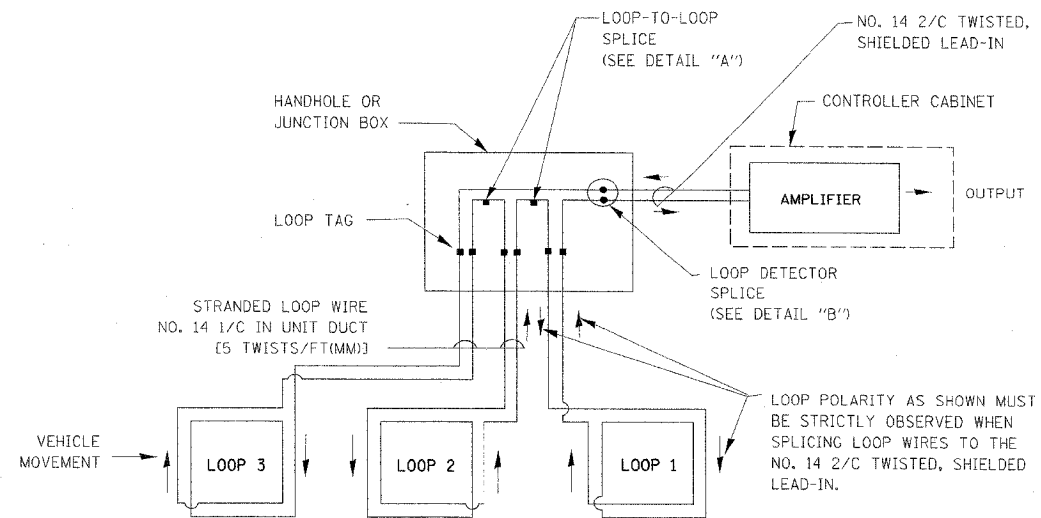 LOOP-TO-LOOP
SPLICE
(SEE DETAIL "A")
NO. 14 2/C TWISTED,
SHIELDED LEAD-IN
HANDHOLE OR
JUNCTION BOX
CONTROLLER CABINET
AMPLIFIER
OUTPUT
LOOP TAG
LOOP DETECTOR
SPLICE
(SEE DETAIL "B")
STRANDED LOOP WIRE
NO. 14 1/C IN UNIT DUCT
[5 TWISTS/FT(MM)]
LOOP POLARITY AS SHOWN MUST
BE STRICTLY OBSERVED WHEN
SPLICING LOOP WIRES TO THE
NO. 14 2/C TWISTED, SHIELDED
LEAD-IN.
VEHICLE
MOVEMENT
LOOP 3
LOOP 2
LOOP 1